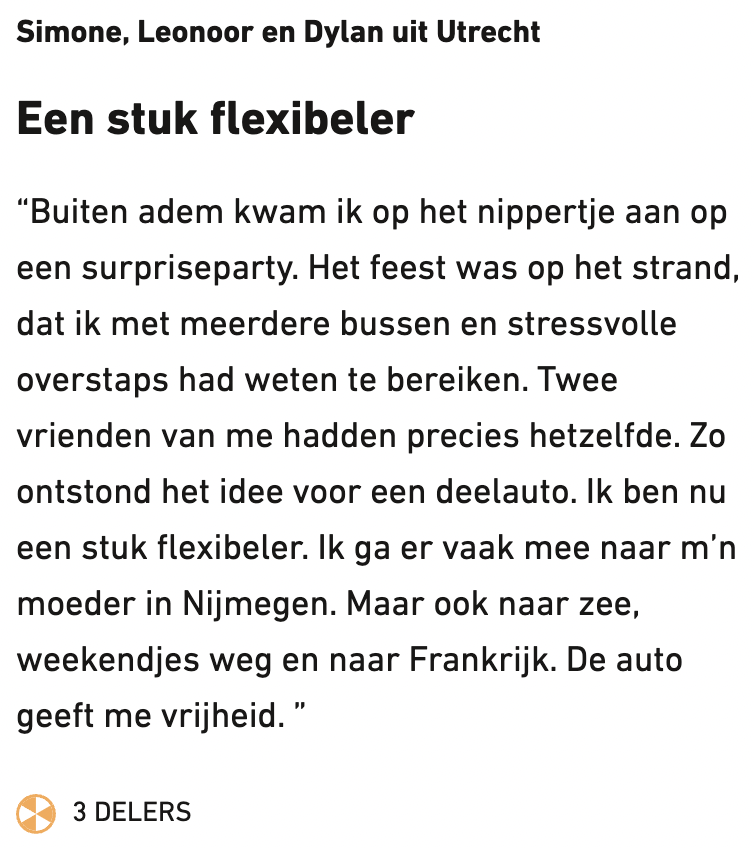 Simone, Leonoor en Dylan uit Utrecht
Een stuk flexibeler
“Buiten adem kwam ik op het nippertje aan op
een surpriseparty. Het feest was op het strand,
dat ik met meerdere bussen en stressvolle
overstaps had weten te bereiken. Twee
vrienden van me hadden precies hetzelfde. Zo
ontstond het idee voor een deelauto. Ik ben nu
een stuk flexibeler. Ik ga er vaak mee naar m’n
moeder in Nijmegen. Maar ook naar zee,
weekendjes weg en naar Frankrijk. De auto
geeft me vrijheid. ”
3 DELERS